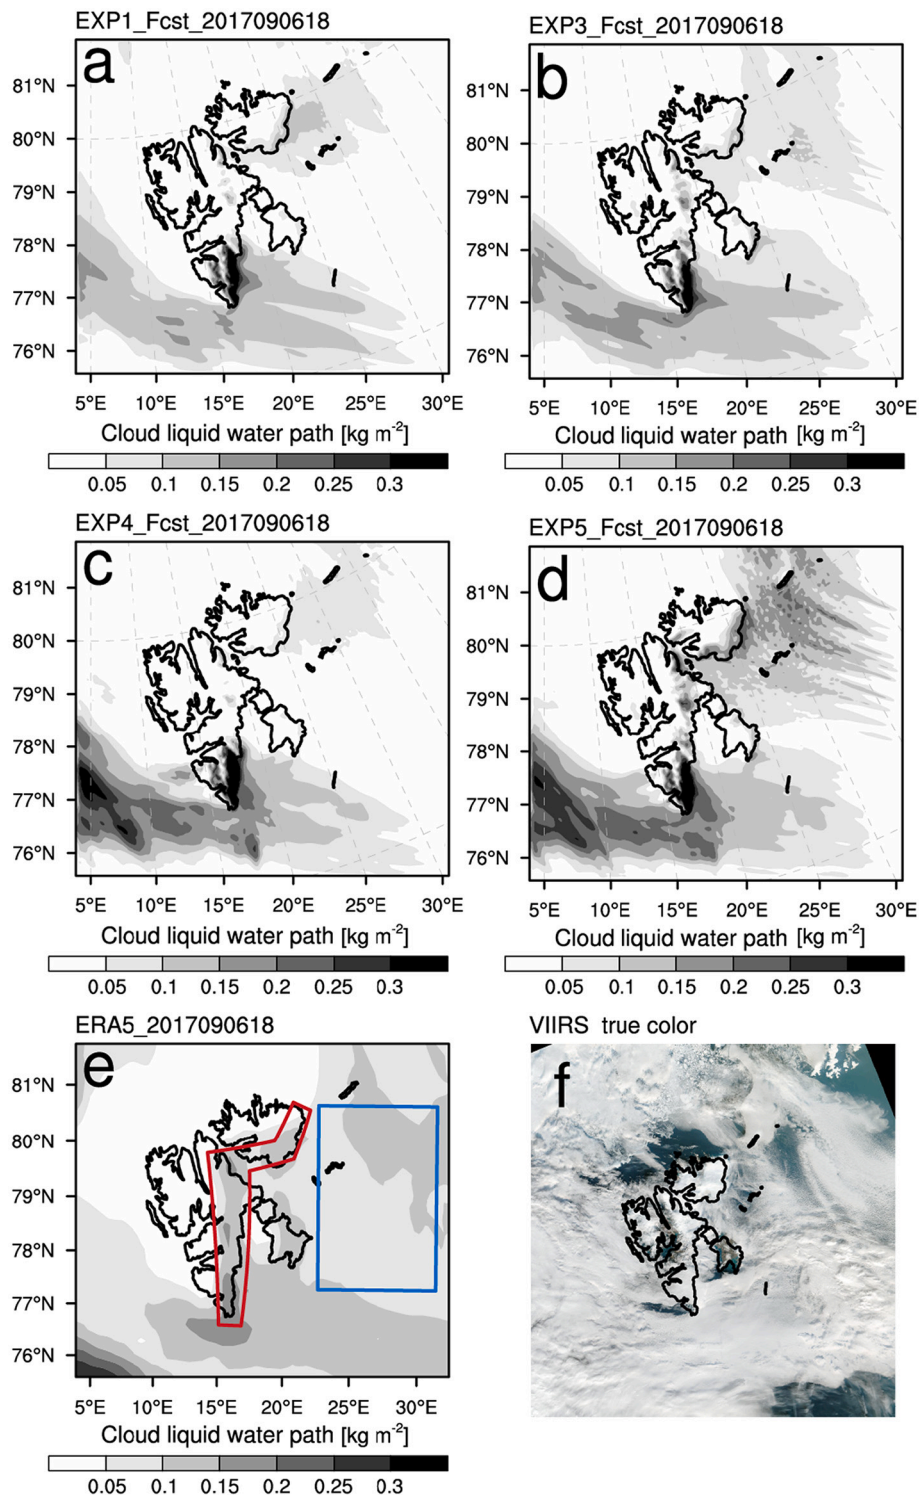 EXP1_Fcst_2017090618
a
81°N
80°N
79°N
78°N
77°N
76°N
5°E 10°E 15°E 20°E 25°E 30°E
Cloud liquid water path [kg m-2]
0.05 0.1 0.15 0.2 0.25 0.3
EXP3_Fcst_2017090618
b
81°N
80°N
79°N
78°N
77°N
76°N
5°E 10°E 15°E 20°E 25°E 30°E
Cloud liquid water path [kg m-2]
0.05 0.1 0.15 0.2 0.25 0.3
EXP4_Fcst_2017090618
c
81°N
80°N
79°N
78°N
77°N
76°N
5°E 10°E 15°E 20°E 25°E 30°E
Cloud liquid water path [kg m-2]
0.05 0.1 0.15 0.2 0.25 0.3
EXP5_Fcst_2017090618
d
81°N
80°N
79°N
78°N
77°N
76°N
5°E 10°E 15°E 20°E 25°E 30°E
Cloud liquid water path [kg m-2]
0.05 0.1 0.15 0.2 0.25 0.3
ERA5_2017090618
e
81°N
80°N
79°N
78°N
77°N
76°N
5°E 10°E 15°E 20°E 25°E 30°E
Cloud liquid water path [kg m-2]
0.05 0.1 0.15 0.2 0.25 0.3
VIIRS true color
f